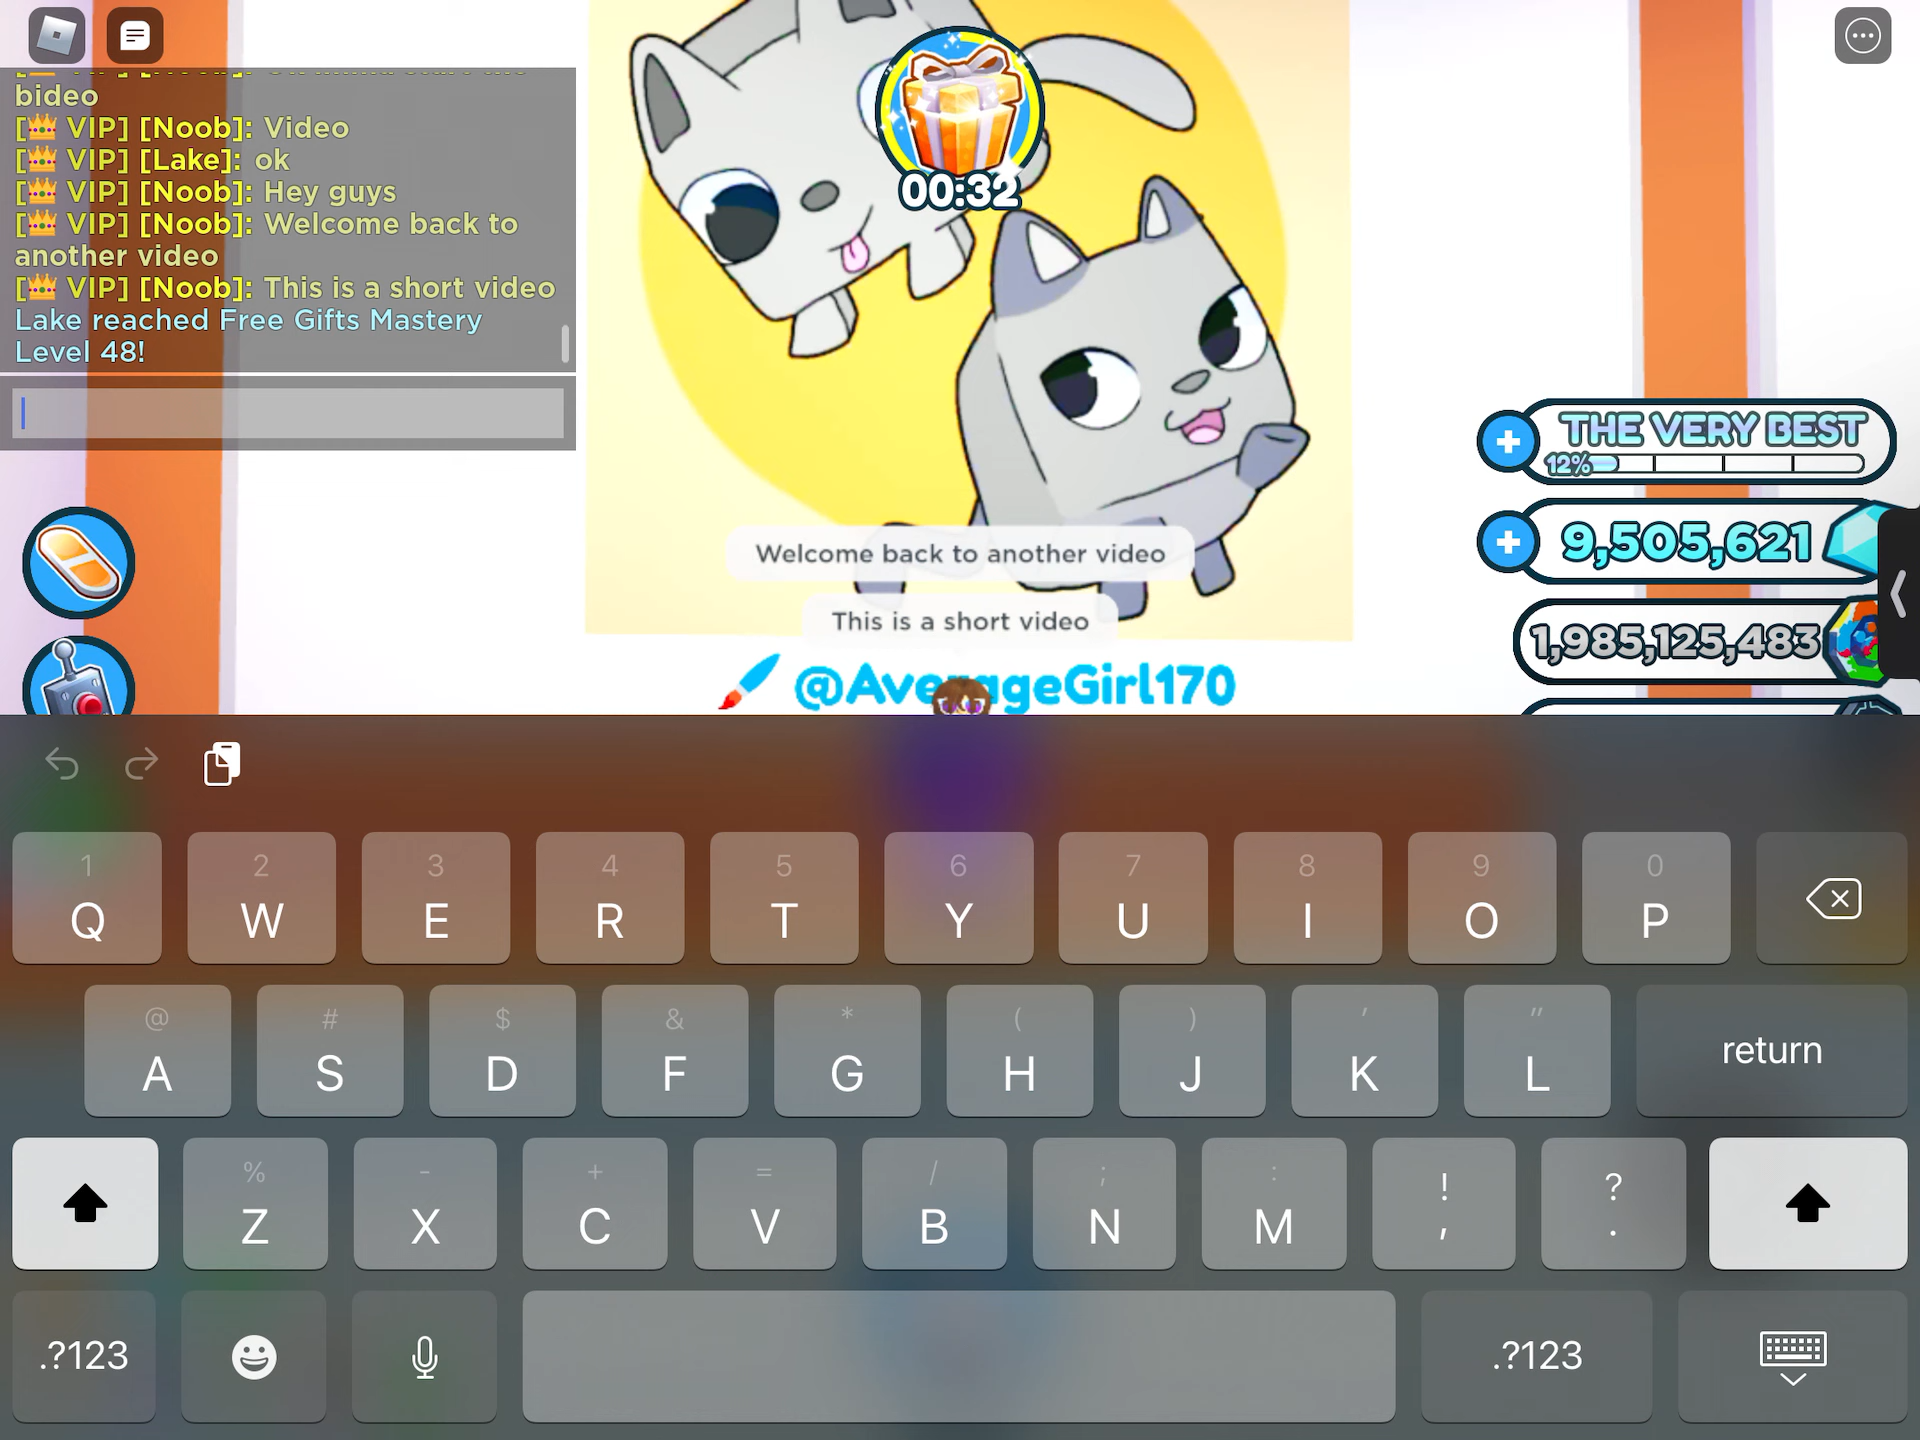 bideo
[👑 VIP] [Noob]: Video
[👑 VIP] [Lake]: ok
[👑 VIP] [Noob]: Hey guys
[👑 VIP] [Noob]: Welcome back to
another video
[👑 VIP] [Noob]: This is a short video
Lake reached Free Gifts Mastery
Level 48!
00:32
THE VERY BEST
12%
9,505,621
1,985,125,483
Welcome back to another video
This is a short video
@AverageGirl170
1 2 3 4 5 6 7 8 9 0
Q W E R T Y U I O P
@ # $ & * ( ) ' "
A S D F G H J K L return
% - + = / ; : ! ?
Z X C V B N M , .
.?123 .?123